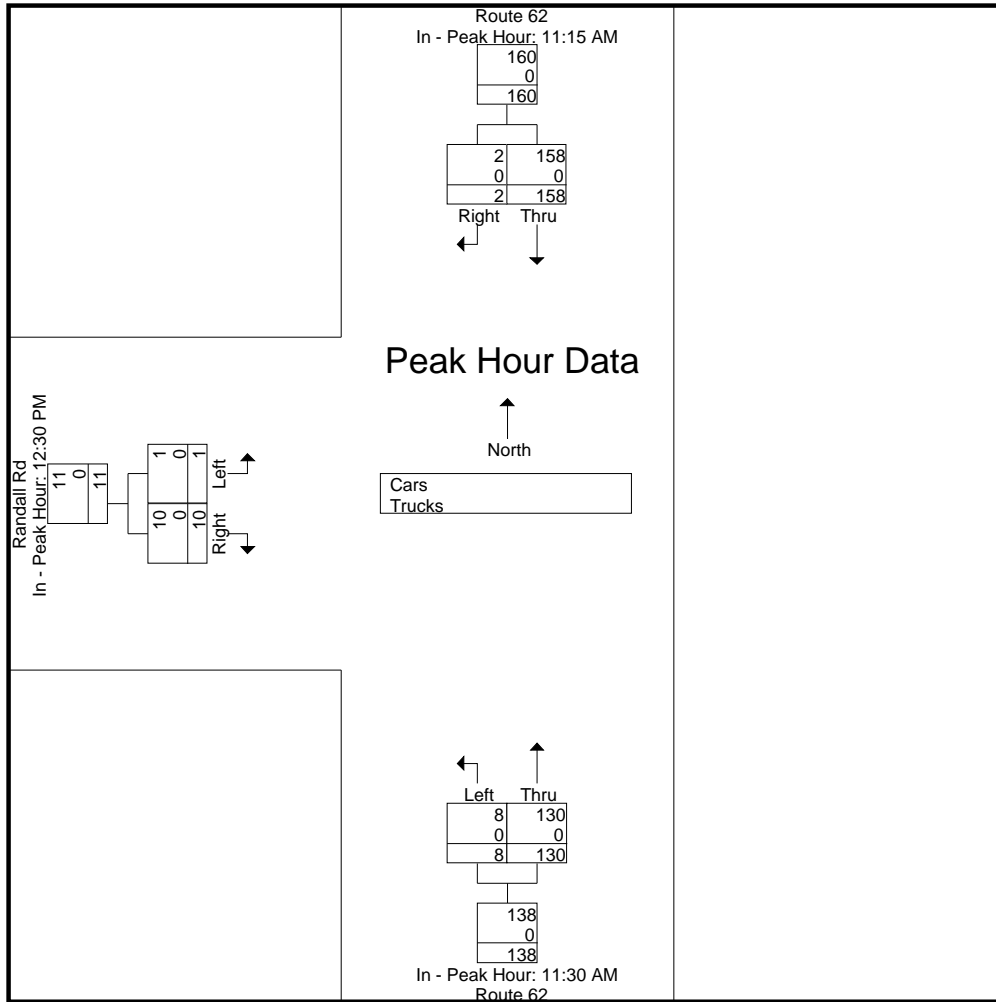 Route 62
In - Peak Hour: 11:15 AM
160
0
160
2 158
0 0
2 158
Right Thru
Peak Hour Data
North
Cars
Trucks
Randall Rd
In - Peak Hour: 12:30 PM
11
0
11
1 0 1
Left
10 0 10
Right
Left Thru
8 130
0 0
8 130
138
0
138
In - Peak Hour: 11:30 AM
Route 62